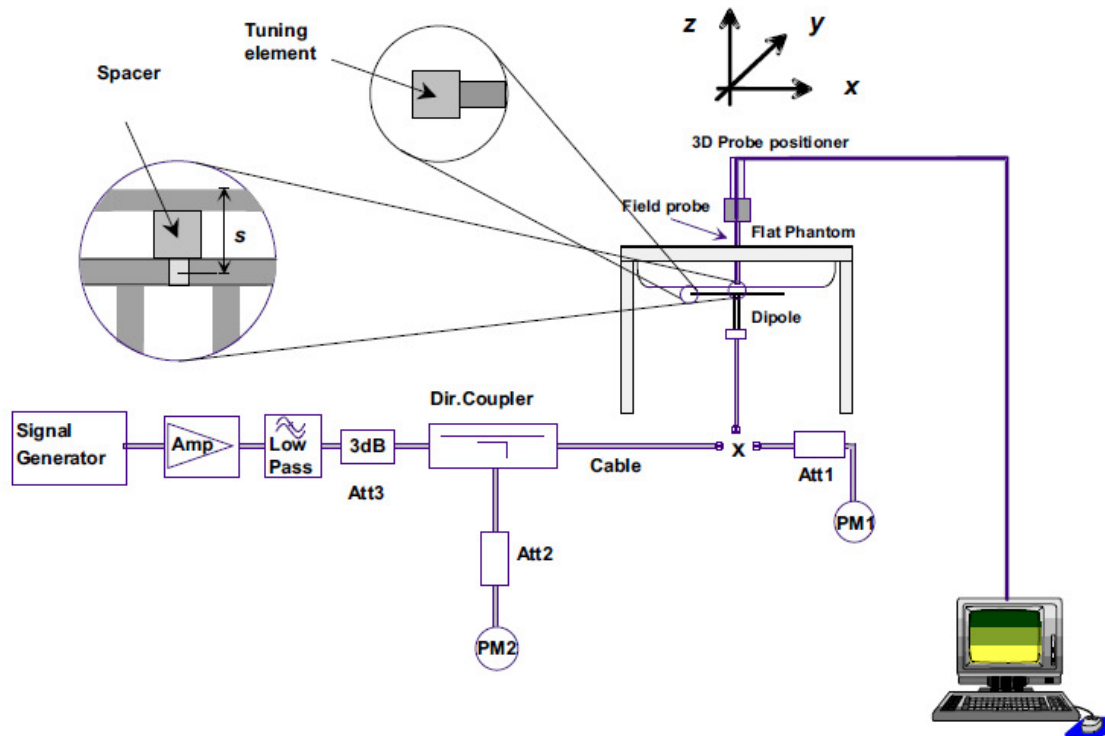 Tuning
element
Spacer
s
z
y
x
3D Probe positioner
Field probe
Flat Phantom
Dipole
Dir.Coupler
Signal
Generator
Amp
Low
Pass
3dB
Att3
Cable
X
Att1
PM1
Att2
PM2